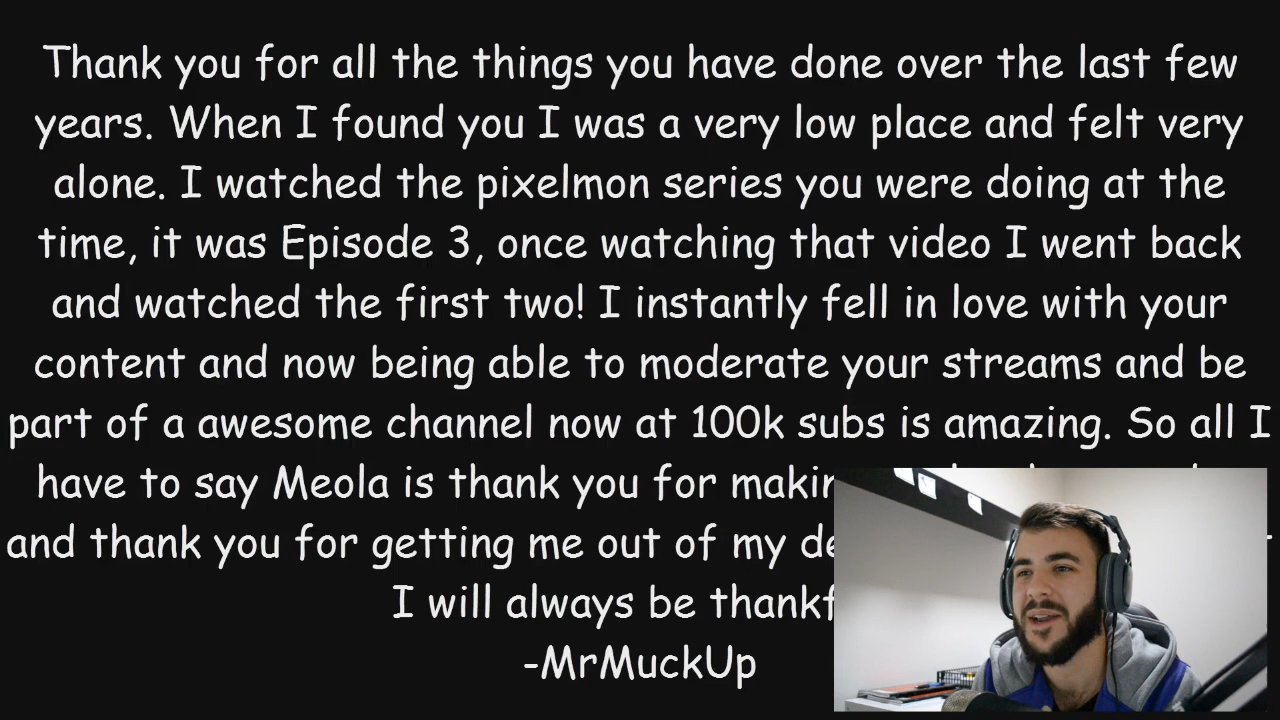 Thank you for all the things you have done over the last few
years. When I found you I was a very low place and felt very
alone. I watched the pixelmon series you were doing at the
time, it was Episode 3, once watching that video I went back
and watched the first two! I instantly fell in love with your
content and now being able to moderate your streams and be
part of a awesome channel now at 100k subs is amazing. So all I
have to say Meola is thank you for
and thank you for getting me out of my
I will always be
-MrMuckUp